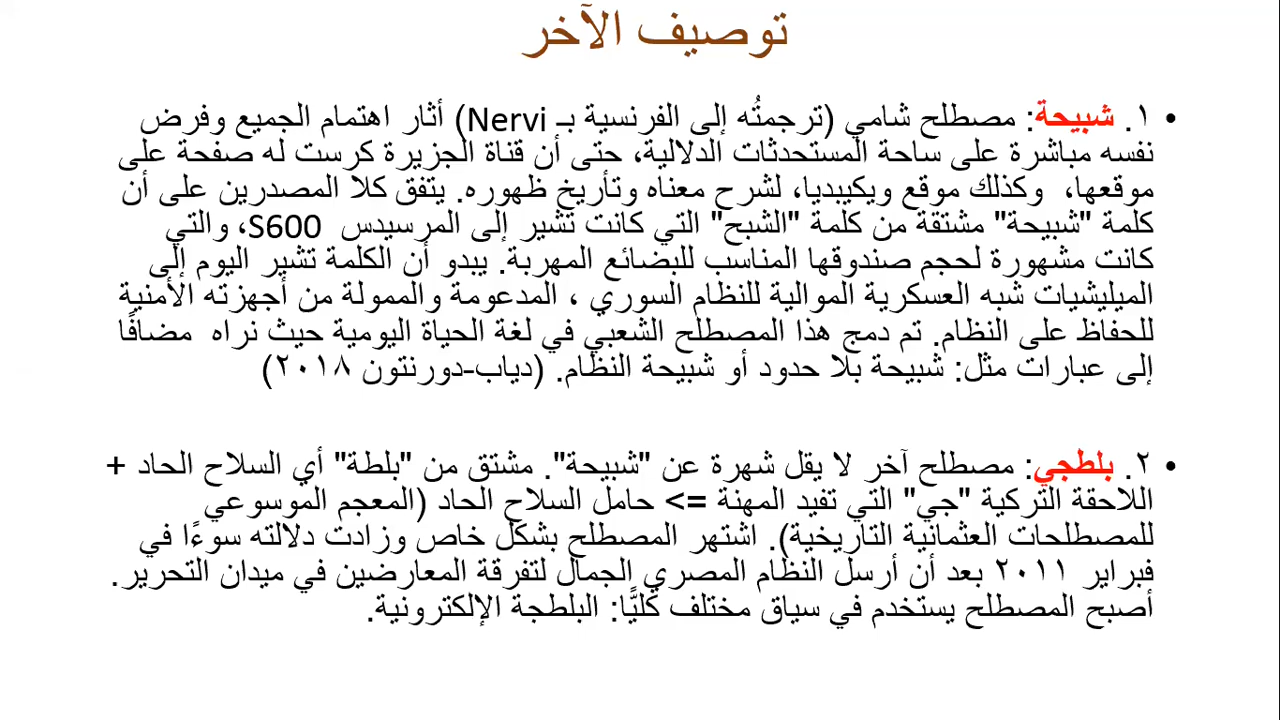 توصيف الآخر
• ١. شبيحة: مصطلح شامي (ترجمتُه إلى الفرنسية بـ Nervi) أثار اهتمام الجميع وفرض
نفسه مباشرة على ساحة المستحدثات الدلالية، حتى أن قناة الجزيرة كرست له صفحة على
موقعها، وكذلك موقع ويكيبديا، لشرح معناه وتأريخ ظهوره. يتفق كلا المصدرين على أن
كلمة "شبيحة" مشتقة من كلمة "الشبح" التي كانت تشير إلى المرسيدس S600، والتي
كانت مشهورة لحجم صندوقها المناسب للبضائع المهربة. يبدو أن الكلمة تشير اليوم إلى
الميليشيات شبه العسكرية الموالية للنظام السوري ، المدعومة والممولة من أجهزته الأمنية
للحفاظ على النظام. تم دمج هذا المصطلح الشعبي في لغة الحياة اليومية حيث نراه مضافًا
إلى عبارات مثل: شبيحة بلا حدود أو شبيحة النظام. (دياب-دورنتون ٢٠١٨)
• ٢. بلطجي: مصطلح آخر لا يقل شهرة عن "شبيحة". مشتق من "بلطة" أي السلاح الحاد +
اللاحقة التركية "جي" التي تفيد المهنة => حامل السلاح الحاد (المعجم الموسوعي
للمصطلحات العثمانية التاريخية). اشتهر المصطلح بشكل خاص وزادت دلالته سوءًا في
فبراير ٢٠١١ بعد أن أرسل النظام المصري الجمال لتفرقة المعارضين في ميدان التحرير.
أصبح المصطلح يستخدم في سياق مختلف كليًّا: البلطجة الإلكترونية.